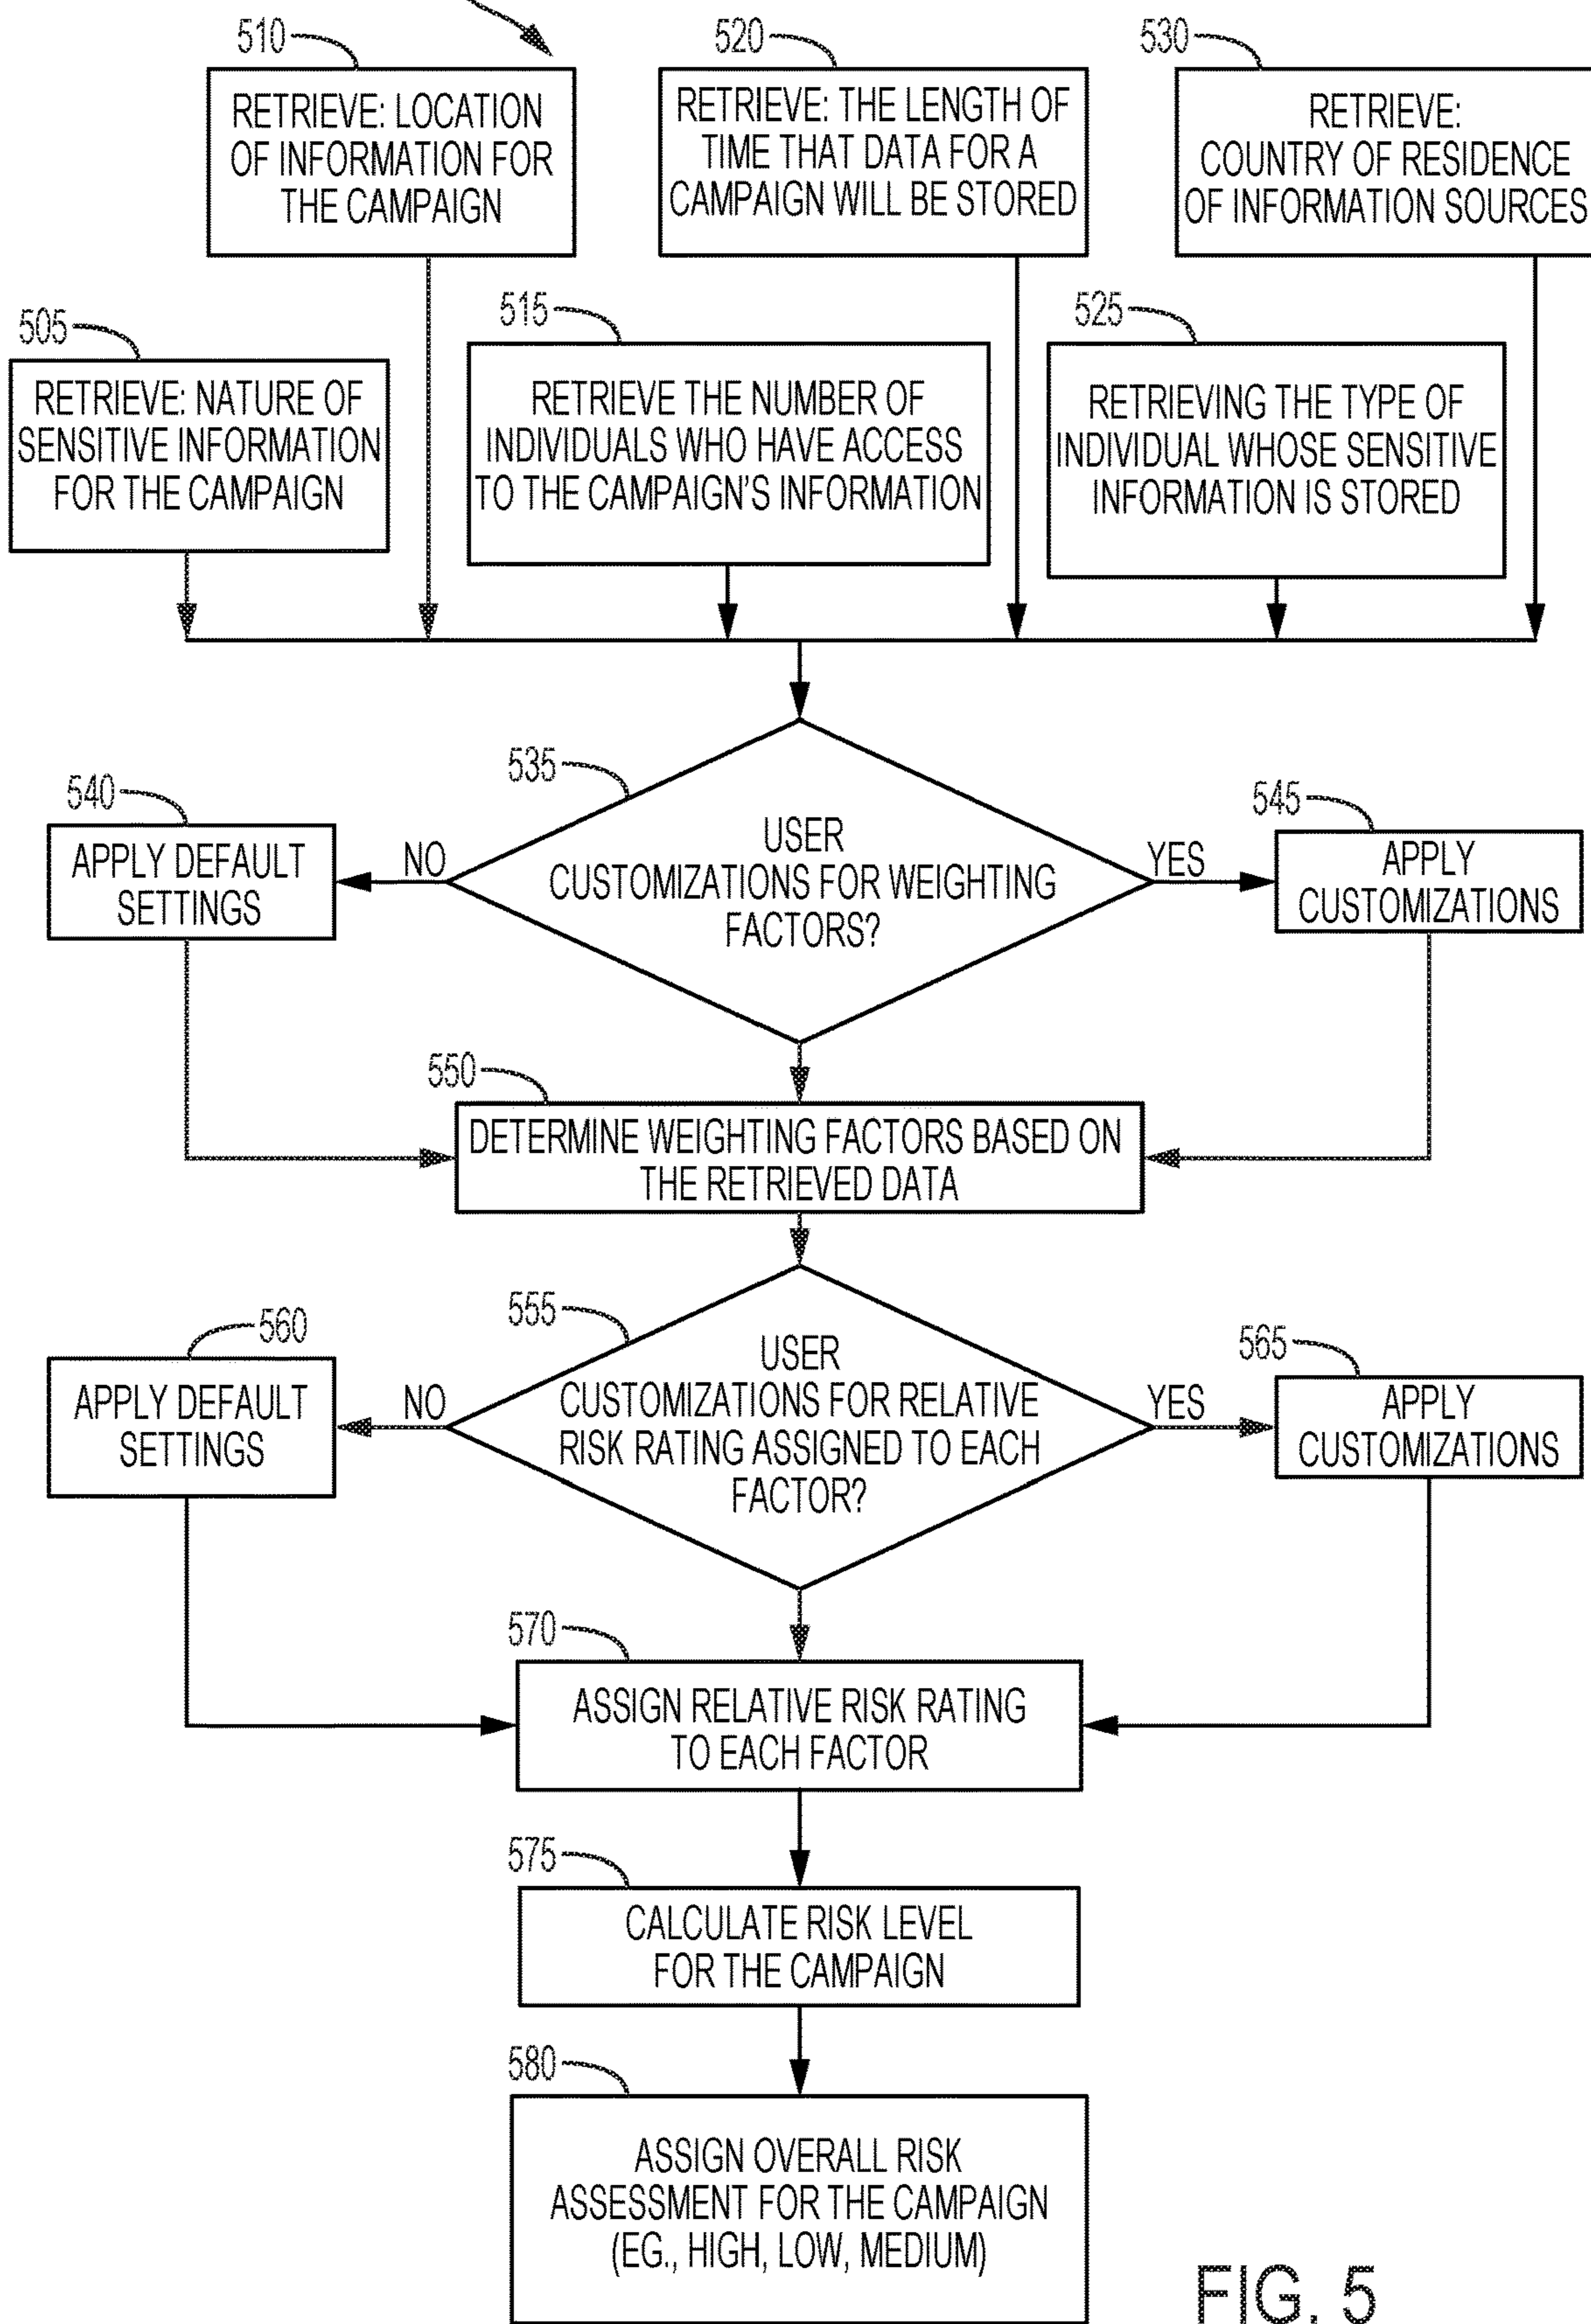 510
RETRIEVE: LOCATION
OF INFORMATION FOR
THE CAMPAIGN
520
RETRIEVE: THE LENGTH OF
TIME THAT DATA FOR A
CAMPAIGN WILL BE STORED
530
RETRIEVE:
COUNTRY OF RESIDENCE
OF INFORMATION SOURCES
505
RETRIEVE: NATURE OF
SENSITIVE INFORMATION
FOR THE CAMPAIGN
515
RETRIEVE THE NUMBER OF
INDIVIDUALS WHO HAVE ACCESS
TO THE CAMPAIGN'S INFORMATION
525
RETRIEVING THE TYPE OF
INDIVIDUAL WHOSE SENSITIVE
INFORMATION IS STORED
535
USER
CUSTOMIZATIONS FOR WEIGHTING
FACTORS?
540
NO
APPLY DEFAULT
SETTINGS
545
YES
APPLY
CUSTOMIZATIONS
550
DETERMINE WEIGHTING FACTORS BASED ON
THE RETRIEVED DATA
555
USER
CUSTOMIZATIONS FOR RELATIVE
RISK RATING ASSIGNED TO EACH
FACTOR?
560
NO
APPLY DEFAULT
SETTINGS
565
YES
APPLY
CUSTOMIZATIONS
570
ASSIGN RELATIVE RISK RATING
TO EACH FACTOR
575
CALCULATE RISK LEVEL
FOR THE CAMPAIGN
580
ASSIGN OVERALL RISK
ASSESSMENT FOR THE CAMPAIGN
(EG., HIGH, LOW, MEDIUM)
FIG. 5